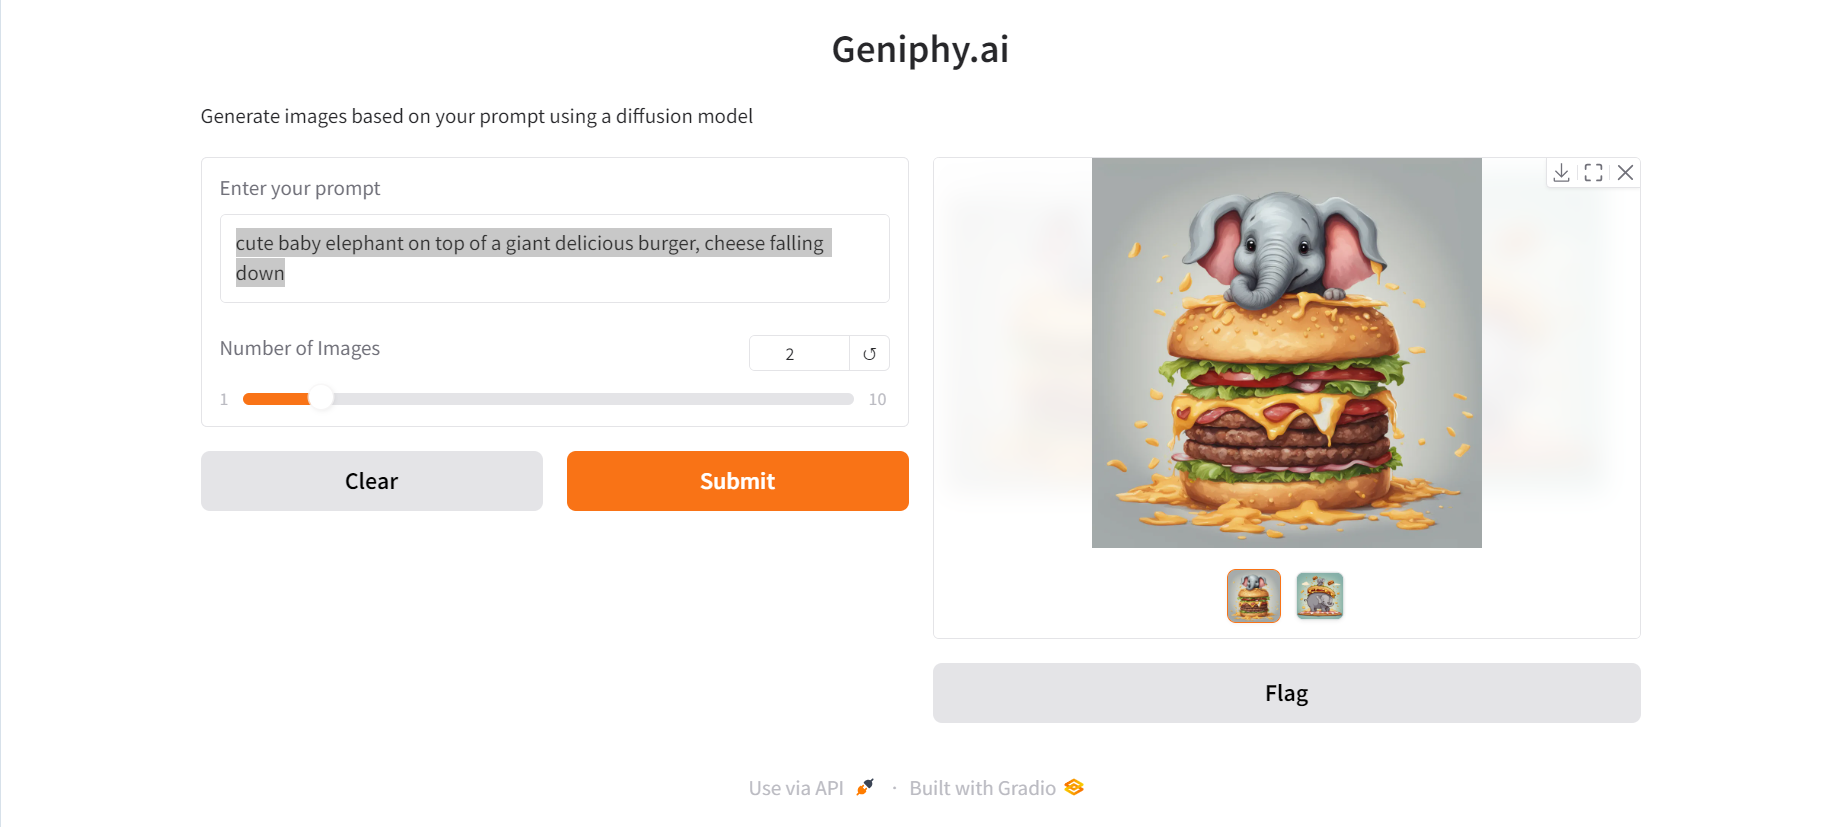 Geniphy.ai
Generate images based on your prompt using a diffusion model
Enter your prompt
cute baby elephant on top of a giant delicious burger, cheese falling
down
Number of Images
2
1
10
Clear
Submit
Flag
Use via API · Built with Gradio